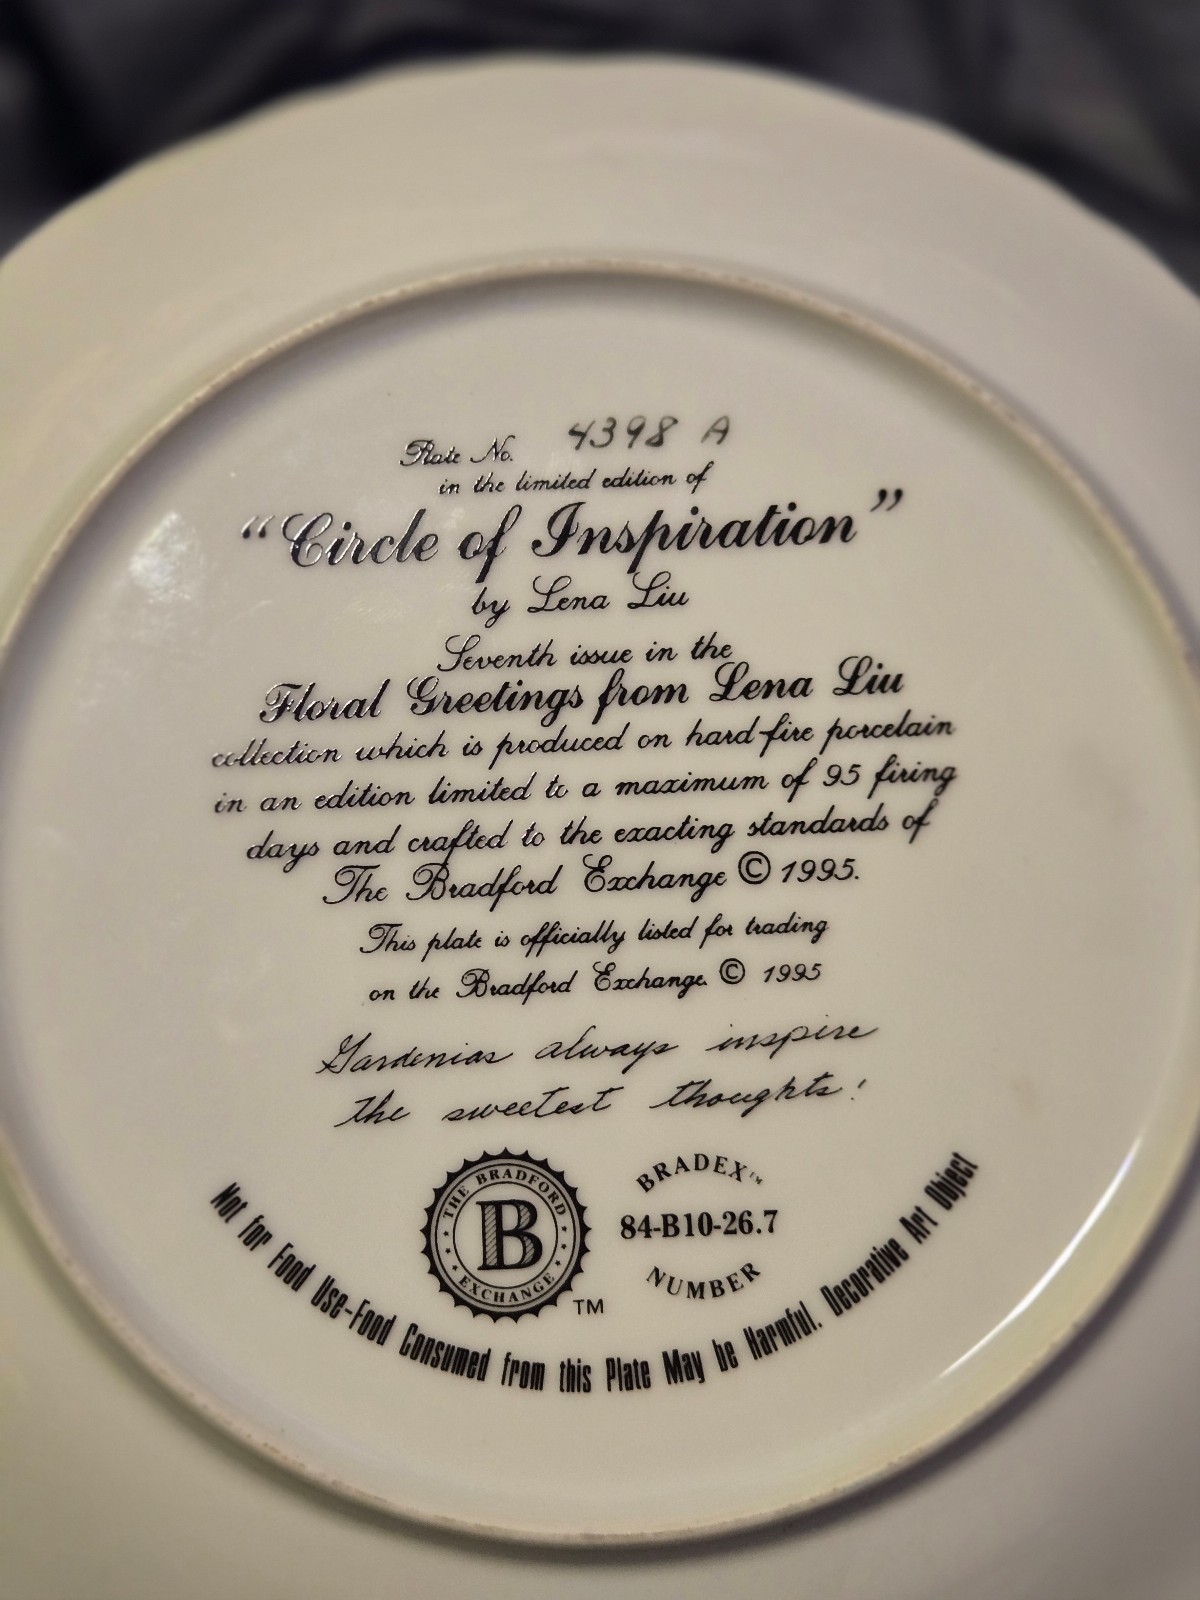 Plate No. 4398 A
in the limited edition of
"Circle of Inspiration"
by Lena Liu
Seventh issue in the
Floral Greetings from Lena Liu
collection which is produced on hard-fire porcelain
in an edition limited to a maximum of 95 firing
days and crafted to the exacting standards of
The Bradford Exchange © 1995.
This plate is officially listed for trading
on the Bradford Exchange. © 1995
Gardenias always inspire
the sweetest thoughts!
THE BRADFORD
B
EXCHANGE
TM
BRADEX™
84-B10-26.7
NUMBER
Not for Food Use-Food Consumed from this Plate May be Harmful. Decorative Art Object